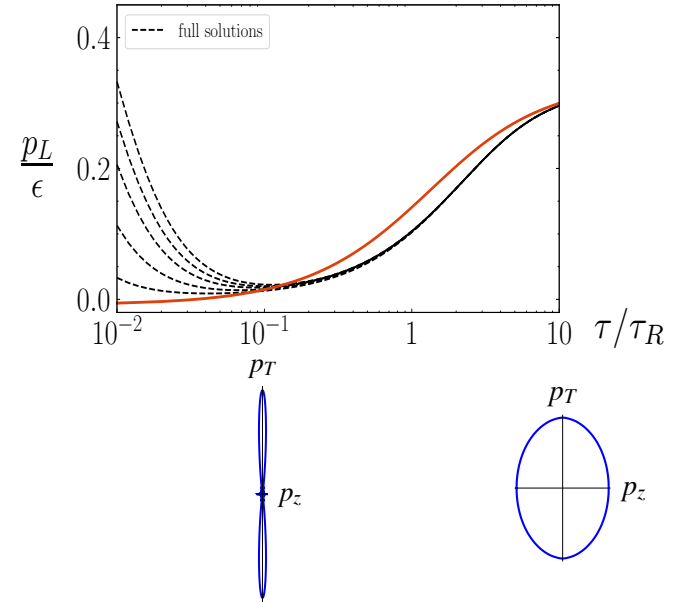 0.4
full solutions
p_L
ϵ
0.2
0.0
10^{-2} 10^{-1} 1 10 τ/τ_R
p_T
p_T
p_z
p_z